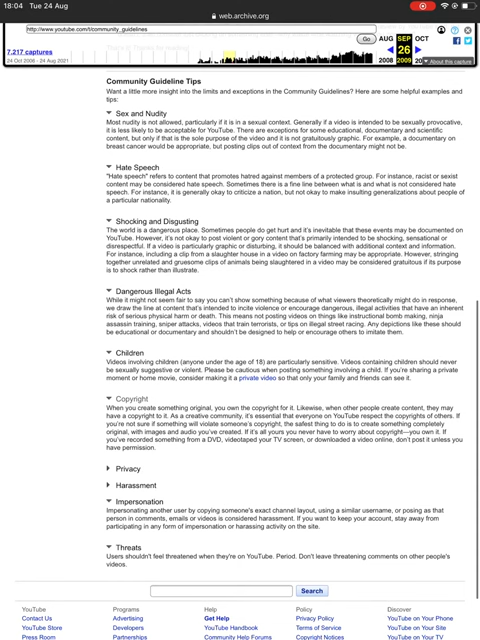 18:04 Tue 24 Aug
web.archive.org
http://www.youtube.com/t/community_guidelines
Go
AUG SEP OCT
7,217 captures
26
24 Oct 2006 - 24 Aug 2021
2008 2009
About this capture
Community Guideline Tips
Want a little more insight into the limits and exceptions in the Community Guidelines? Here are some helpful examples and
tips:
Sex and Nudity
Most nudity is not allowed, particularly if it is in a sexual context. Generally if a video is intended to be sexually provocative,
it is less likely to be acceptable for YouTube. There are exceptions for some educational, documentary and scientific
content, but only if that is the sole purpose of the video and it is not gratuitously graphic. For example, a documentary on
breast cancer would be appropriate, but posting clips out of context from the documentary might not be.
Hate Speech
"Hate speech" refers to content that promotes hatred against members of a protected group. For instance, racist or sexist
content may be considered hate speech. Sometimes there is a fine line between what is and what is not considered hate
speech. For instance, it is generally okay to criticize a nation, but not okay to make insulting generalizations about people of
a particular nationality.
Shocking and Disgusting
The world is a dangerous place. Sometimes people do get hurt and it's inevitable that these events may be documented on
YouTube. However, it's not okay to post violent or gory content that's primarily intended to be shocking, sensational or
disrespectful. If a video is particularly graphic or disturbing, it should be balanced with additional context and information.
For instance, including a clip from a slaughter house in a video on factory farming may be appropriate. However, stringing
together unrelated and gruesome clips of animals being slaughtered in a video may be considered gratuitous if its purpose
is to shock rather than illustrate.
Dangerous Illegal Acts
While it might not seem fair to say you can't show something because of what viewers theoretically might do in response,
we draw the line at content that's intended to incite violence or encourage dangerous, illegal activities that have an inherent
risk of serious physical harm or death. This means not posting videos on things like instructional bomb making, ninja
assassin training, sniper attacks, videos that train terrorists, or tips on illegal street racing. Any depictions like these should
be educational or documentary and shouldn't be designed to help or encourage others to imitate them.
Children
Videos involving children (anyone under the age of 18) are particularly sensitive. Videos containing children should never
be sexually suggestive or violent. Please be cautious when posting something involving a child. If you're sharing a private
moment or home movie, consider making it a private video so that only your family and friends can see it.
Copyright
When you create something original, you own the copyright for it. Likewise, when other people create content, they may
have a copyright to it. As a creative community, it's essential that everyone on YouTube respect the copyrights of others. If
you're not sure if something will violate someone's copyright, the safest thing to do is to create something completely
original, with images and audio you've created. If it's all yours you never have to worry about copyright—you own it. If
you've recorded something from a DVD, videotaped your TV screen, or downloaded a video online, don't post it unless you
have permission.
Privacy
Harassment
Impersonation
Impersonating another user by copying someone's exact channel layout, using a similar username, or posing as that
person in comments, emails or videos is considered harassment. If you want to keep your account, stay away from
participating in any form of impersonation or harassing activity on the site.
Threats
Users shouldn't feel threatened when they're on YouTube. Period. Don't leave threatening comments on other people's
videos.
Search
YouTube Programs Help Policy Discover
Contact Us Advertising Get Help Privacy Policy YouTube on Your Phone
YouTube Store Developers YouTube Handbook Terms of Service YouTube on Your Site
Press Room Partnerships Community Help Forums Copyright Notices YouTube on Your TV